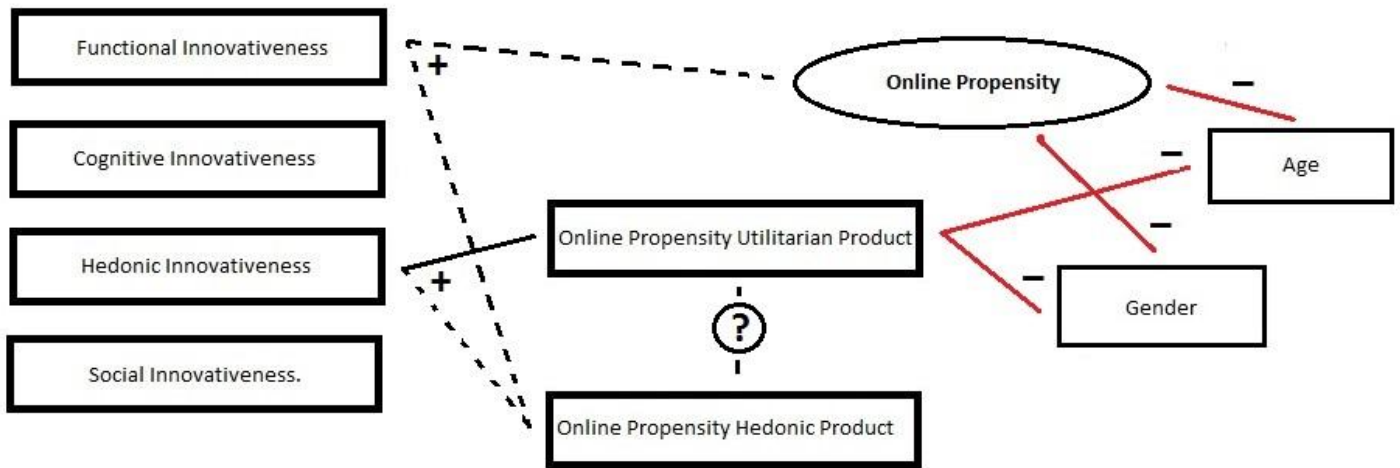 Functional Innovativeness
+
Online Propensity
−
Cognitive Innovativeness
−
Age
Hedonic Innovativeness
+
Online Propensity Utilitarian Product
−
−
Gender
?
Social Innovativeness.
Online Propensity Hedonic Product